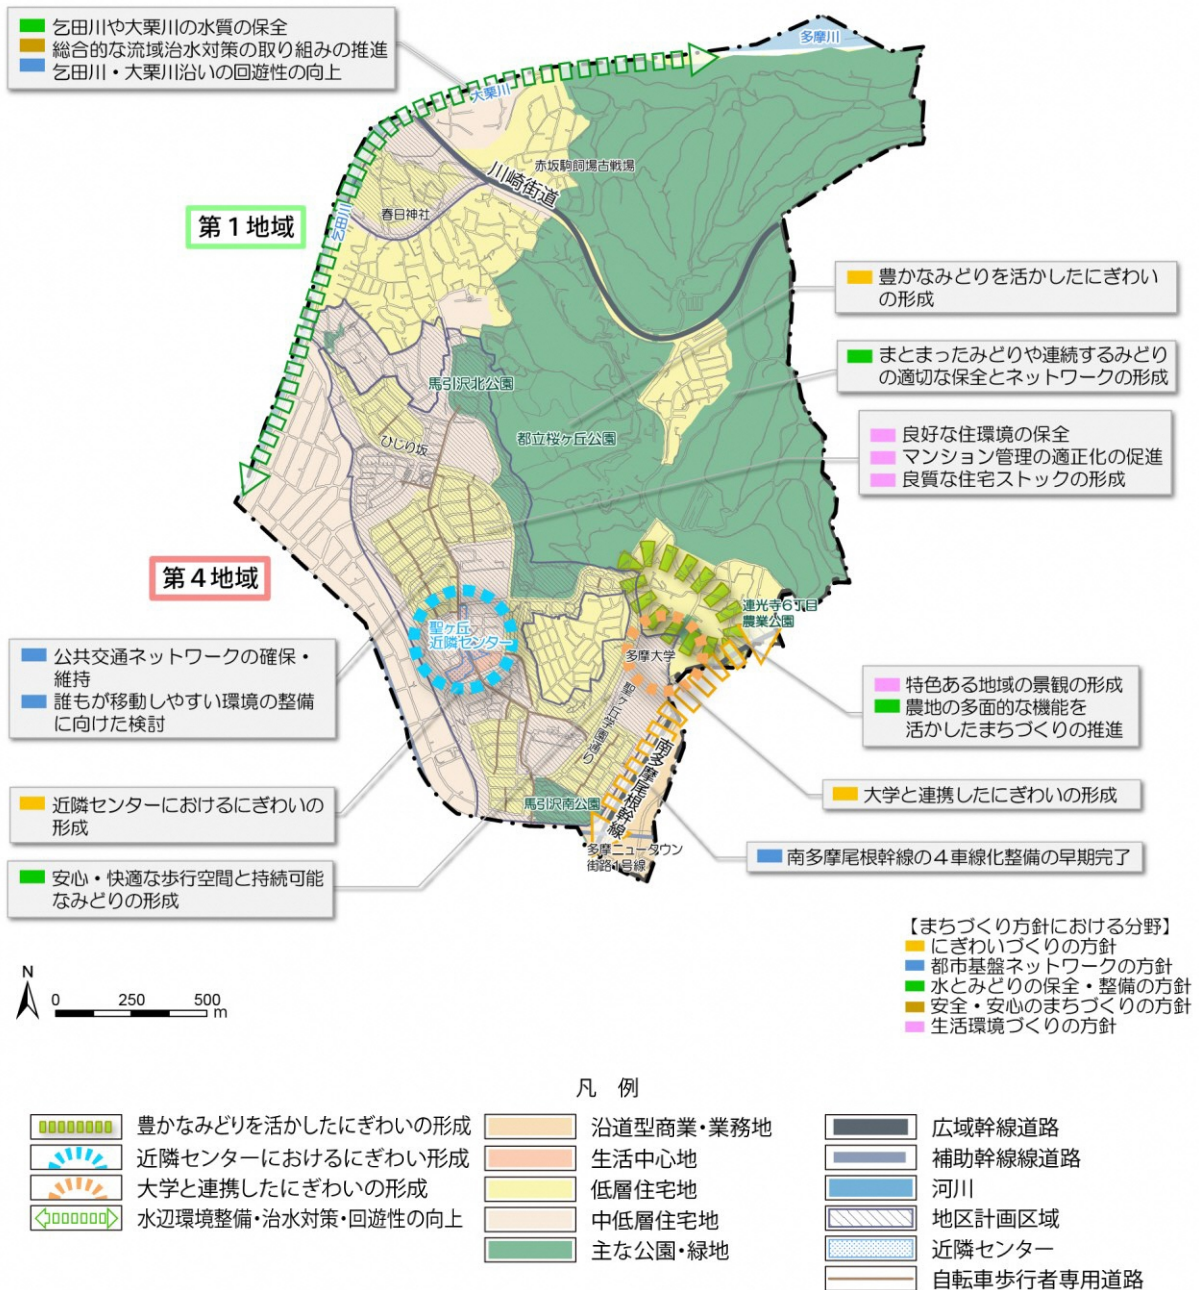 乞田川や大栗川の水質の保全
総合的な流域治水対策の取り組みの推進
乞田川・大栗川沿いの回遊性の向上
多摩川
大栗川
赤坂駒飼場古戦場
川崎街道
春日神社
乞田川
第1地域
豊かなみどりを活かしたにぎわい
の形成
まとまったみどりや連続するみどり
の適切な保全とネットワークの形成
馬引沢北公園
ひじり坂
都立桜ヶ丘公園
良好な住環境の保全
マンション管理の適正化の促進
良質な住宅ストックの形成
第4地域
聖ヶ丘
近隣センター
連光寺6丁目
農業公園
多摩大学
公共交通ネットワークの確保・
維持
誰もが移動しやすい環境の整備
に向けた検討
特色ある地域の景観の形成
農地の多面的な機能を
活かしたまちづくりの推進
聖ヶ丘学園通り
南多摩尾根幹線
近隣センターにおけるにぎわいの
形成
馬引沢南公園
大学と連携したにぎわいの形成
多摩ニュータウン
街路1号線
南多摩尾根幹線の4車線化整備の早期完了
安心・快適な歩行空間と持続可能
なみどりの形成
【まちづくり方針における分野】
にぎわいづくりの方針
都市基盤ネットワークの方針
水とみどりの保全・整備の方針
安全・安心のまちづくりの方針
生活環境づくりの方針
N
0 250 500
m
凡 例
豊かなみどりを活かしたにぎわいの形成
近隣センターにおけるにぎわい形成
大学と連携したにぎわいの形成
水辺環境整備・治水対策・回遊性の向上
沿道型商業・業務地
生活中心地
低層住宅地
中低層住宅地
主な公園・緑地
広域幹線道路
補助幹線線道路
河川
地区計画区域
近隣センター
自転車歩行者専用道路